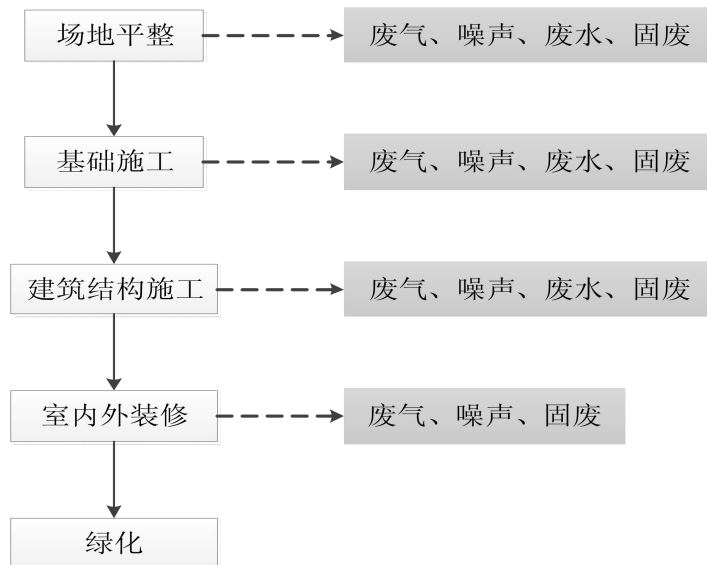 场地平整
废气、噪声、废水、固废
基础施工
废气、噪声、废水、固废
建筑结构施工
废气、噪声、废水、固废
室内外装修
废气、噪声、固废
绿化